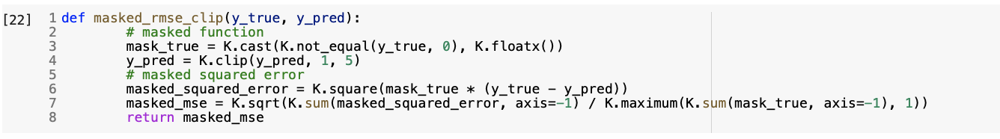 [22] 1 def masked_rmse_clip(y_true, y_pred):
2 # masked function
3 mask_true = K.cast(K.not_equal(y_true, 0), K.floatx())
4 y_pred = K.clip(y_pred, 1, 5)
5 # masked squared error
6 masked_squared_error = K.square(mask_true * (y_true - y_pred))
7 masked_mse = K.sqrt(K.sum(masked_squared_error, axis=-1) / K.maximum(K.sum(mask_true, axis=-1), 1))
8 return masked_mse